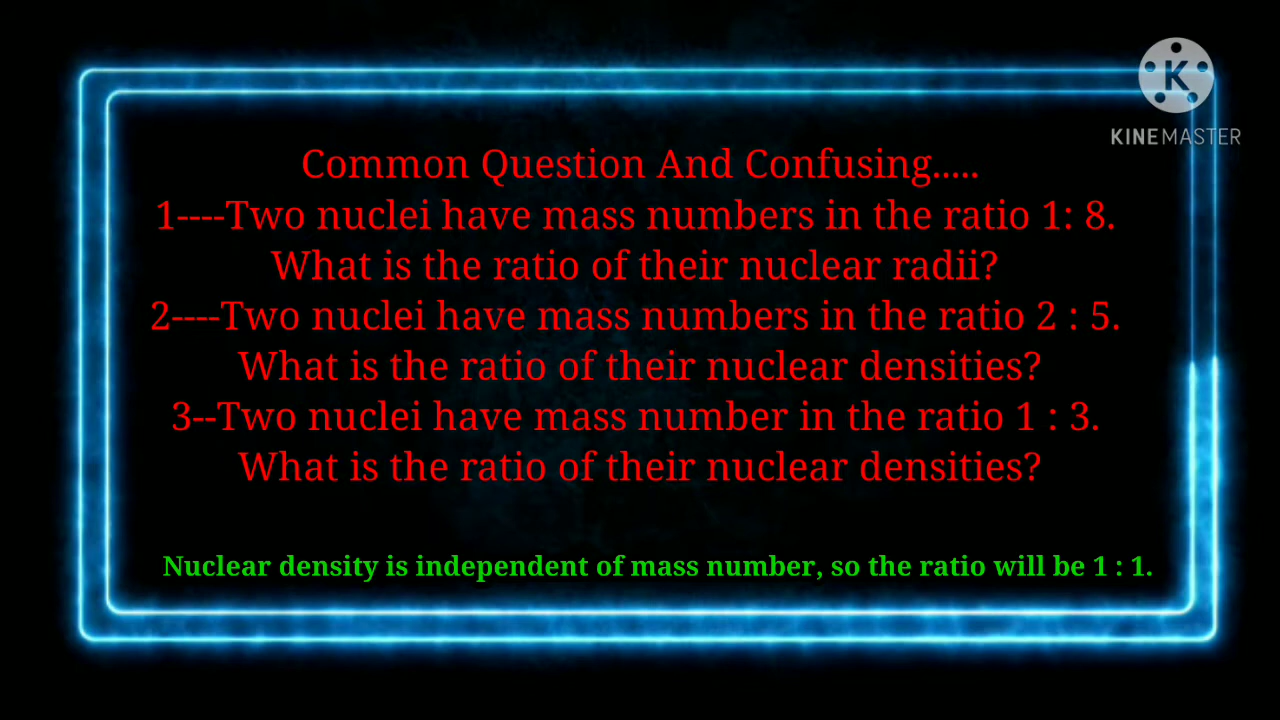 KINEMASTER
Common Question And Confusing.....
1----Two nuclei have mass numbers in the ratio 1: 8.
What is the ratio of their nuclear radii?
2----Two nuclei have mass numbers in the ratio 2 : 5.
What is the ratio of their nuclear densities?
3--Two nuclei have mass number in the ratio 1 : 3.
What is the ratio of their nuclear densities?
Nuclear density is independent of mass number, so the ratio will be 1 : 1.